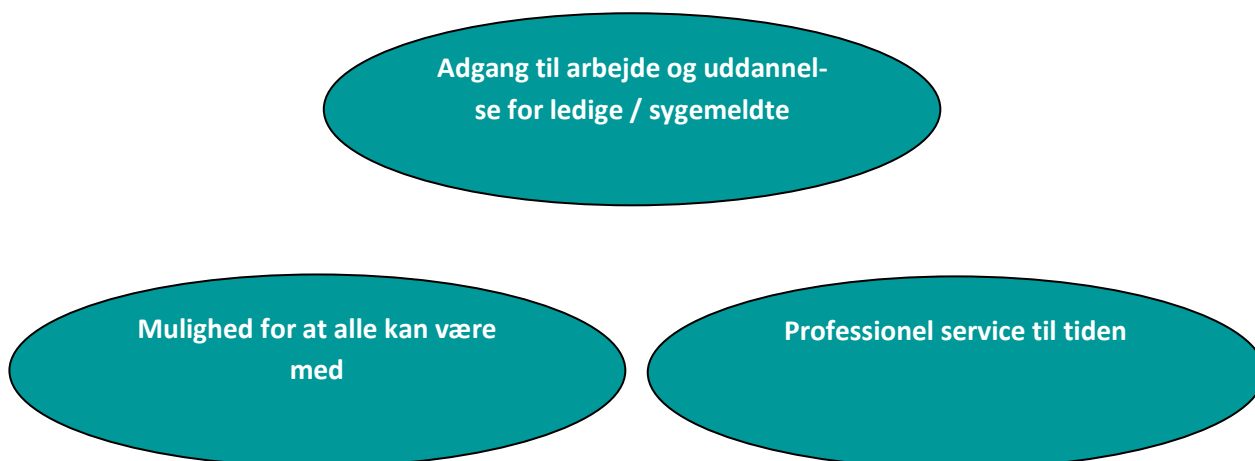 Adgang til arbejde og uddannel-
se for ledige / sygemeldte
Mulighed for at alle kan være
med
Professionel service til tiden